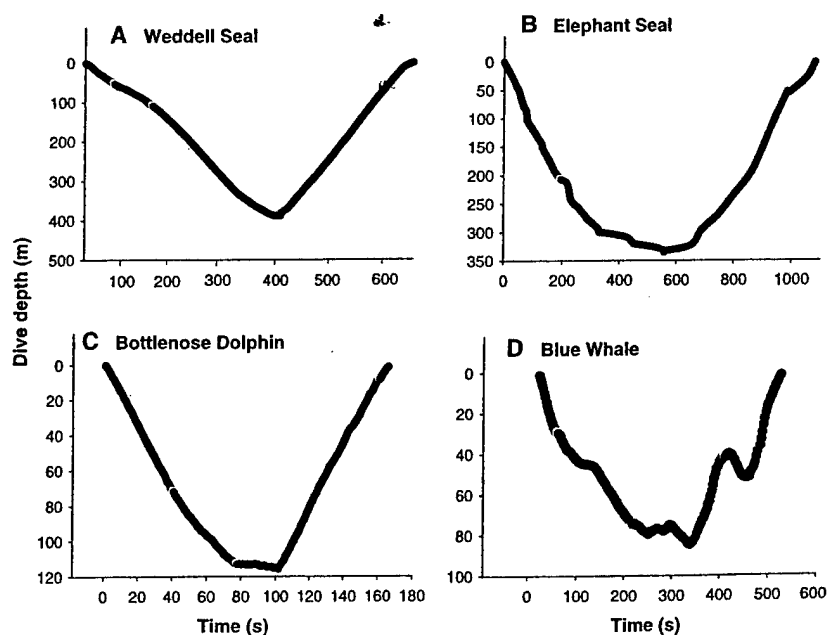 A Weddell Seal
0
100
200
300
400
500
100 200 300 400 500 600
B Elephant Seal
0
50
100
150
200
250
300
350
0 200 400 600 800 1000
Dive depth (m)
C Bottlenose Dolphin
0
20
40
60
80
100
120
0 20 40 60 80 100 120 140 160 180
Time (s)
D Blue Whale
0
20
40
60
80
100
0 100 200 300 400 500 600
Time (s)